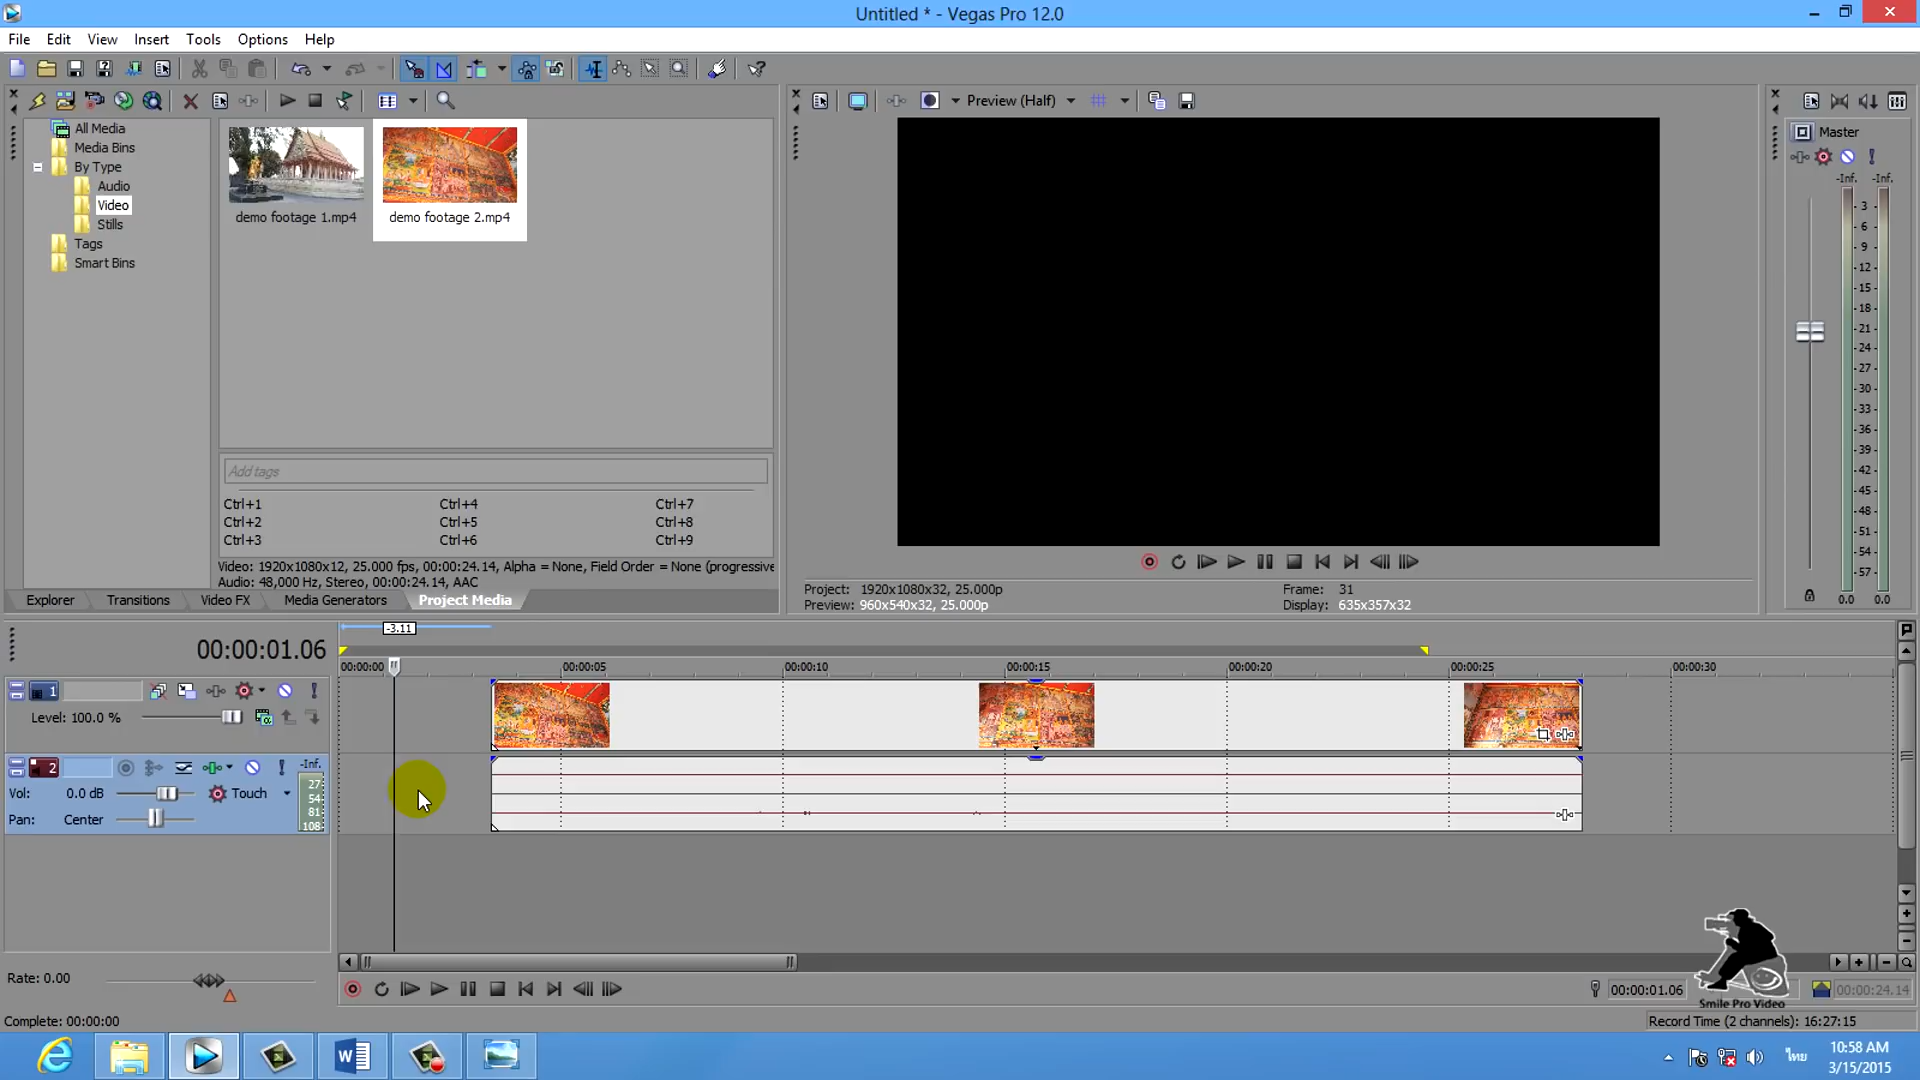 Untitled * - Vegas Pro 12.0
File Edit View Insert Tools Options Help
Preview (Half)
All Media
Media Bins
By Type
Audio
Video
Stills
Tags
Smart Bins
demo footage 1.mp4 demo footage 2.mp4
Master
-Inf. -Inf.
3
6
9
12
15
18
21
24
27
30
33
36
39
42
45
48
51
54
57
0.0 0.0
Add tags
Ctrl+1 Ctrl+4 Ctrl+7
Ctrl+2 Ctrl+5 Ctrl+8
Ctrl+3 Ctrl+6 Ctrl+9
Video: 1920x1080x12, 25.000 fps, 00:00:24.14, Alpha = None, Field Order = None (progressive
Audio: 48,000 Hz, Stereo, 00:00:24.14, AAC
Explorer Transitions Video FX Media Generators Project Media
Project: 1920x1080x32, 25.000p Frame: 31
Preview: 960x540x32, 25.000p Display: 635x357x32
-3.11
00:00:01.06
00:00:00 00:00:05 00:00:10 00:00:15 00:00:20 00:00:25 00:00:30
1
Level: 100.0 %
2 -Inf.
Vol: 0.0 dB Touch
Pan: Center
27
54
81
108
Rate: 0.00
00:00:01.06 00:00:24.14
Smile Pro Video
Complete: 00:00:00
Record Time (2 channels): 16:27:15
ไทย
10:58 AM
3/15/2015